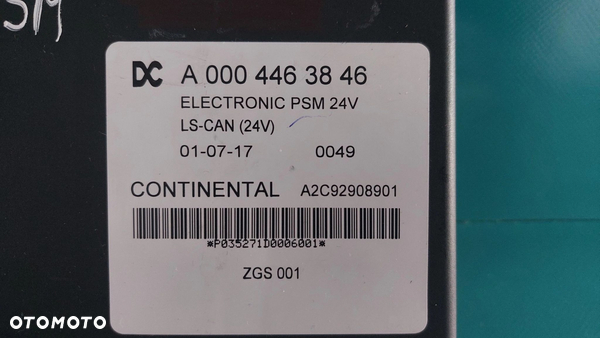 SM
DC A 000 446 38 46
ELECTRONIC PSM 24V
LS-CAN (24V)
01-07-17 0049
CONTINENTAL A2C92908901
*P035271D0006001*
ZGS 001
OTOMOTO